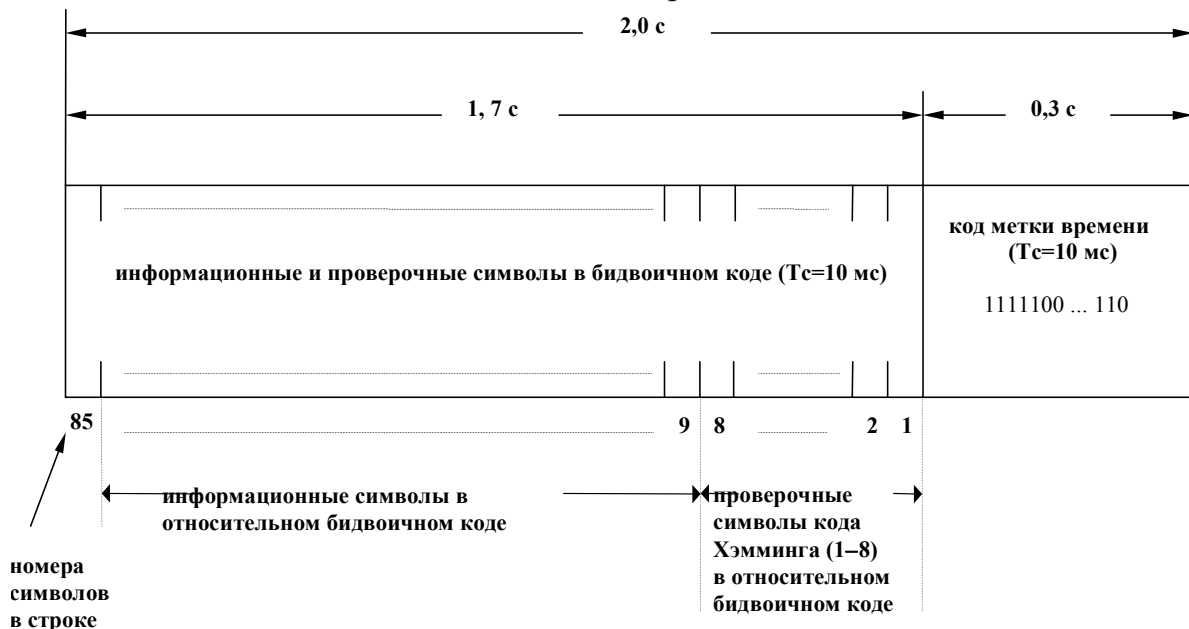 2,0 с
1, 7 с
0,3 с
код метки времени
(Тс=10 мс)
информационные и проверочные символы в бидвоичном коде (Тс=10 мс)
1111100 ... 110
85
9
8
2
1
информационные символы в
относительном бидвоичном коде
проверочные
символы кода
Хэмминга (1–8)
в относительном
бидвоичном коде
номера
символов
в строке